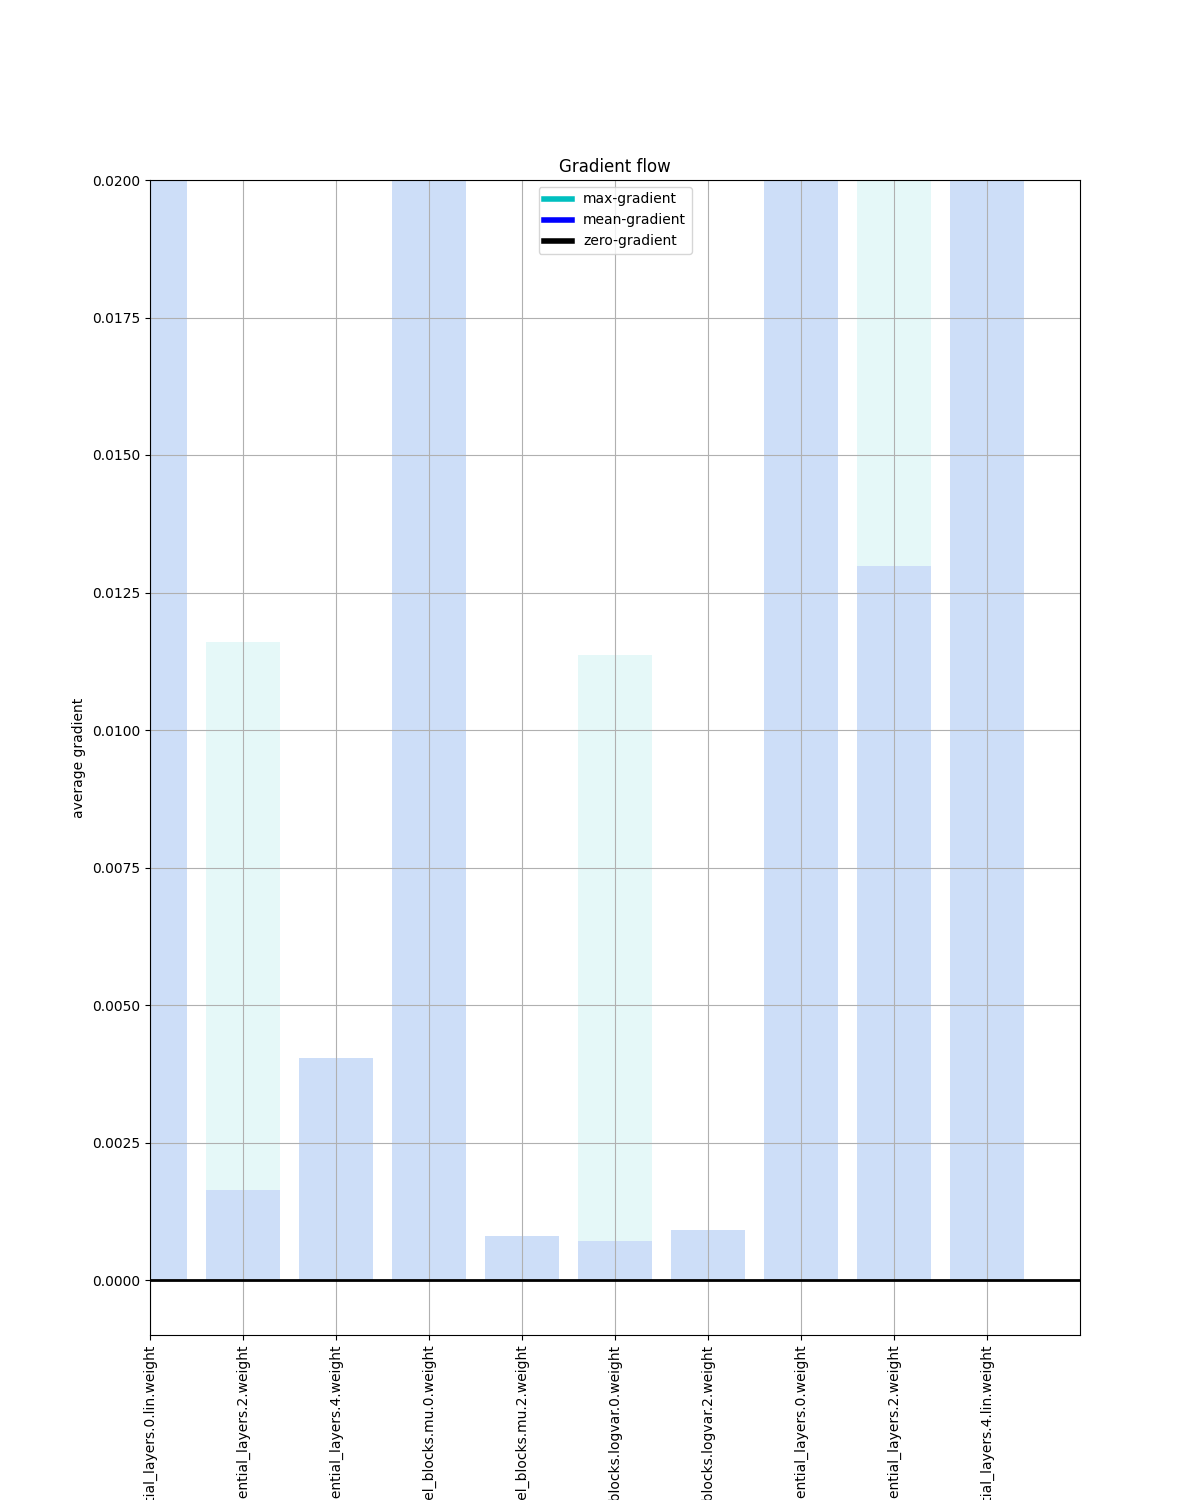 Gradient flow
max-gradient
mean-gradient
zero-gradient
0.0200
0.0175
0.0150
0.0125
0.0100
0.0075
0.0050
0.0025
0.0000
average gradient
tial_layers.0.lin.weight
ential_layers.2.weight
ential_layers.4.weight
el_blocks.mu.0.weight
el_blocks.mu.2.weight
blocks.logvar.0.weight
blocks.logvar.2.weight
ential_layers.0.weight
ential_layers.2.weight
tial_layers.4.lin.weight